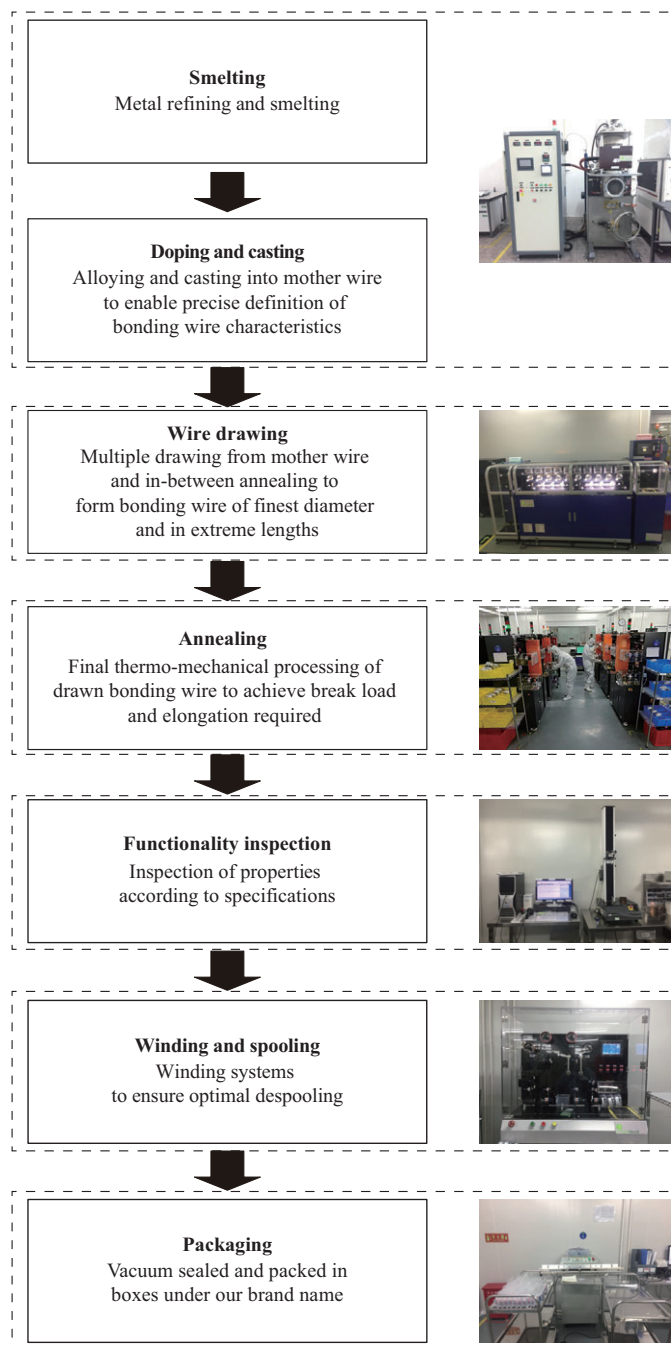 Smelting
Metal refining and smelting
Doping and casting
Alloying and casting into mother wire
to enable precise definition of
bonding wire characteristics
Wire drawing
Multiple drawing from mother wire
and in-between annealing to
form bonding wire of finest diameter
and in extreme lengths
Annealing
Final thermo-mechanical processing of
drawn bonding wire to achieve break load
and elongation required
Functionality inspection
Inspection of properties
according to specifications
Winding and spooling
Winding systems
to ensure optimal despooling
Packaging
Vacuum sealed and packed in
boxes under our brand name